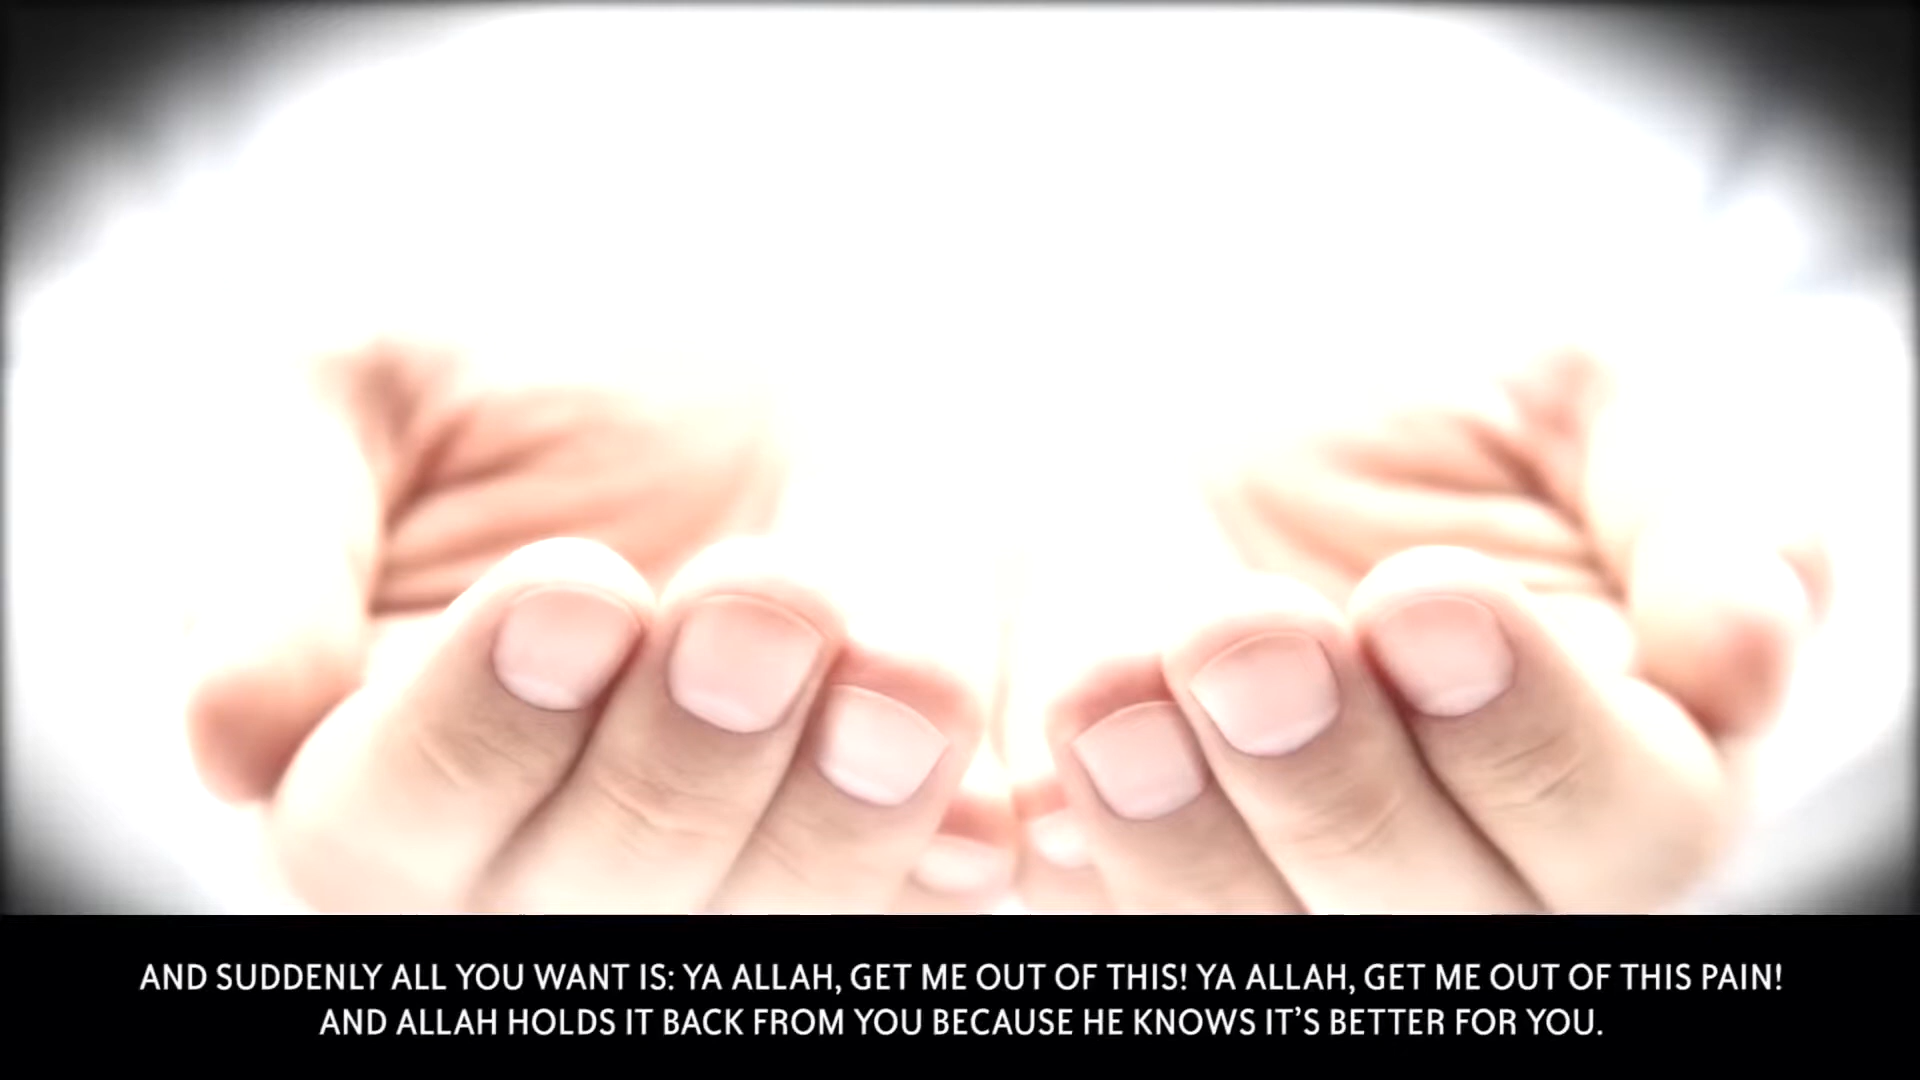 AND SUDDENLY ALL YOU WANT IS: YA ALLAH, GET ME OUT OF THIS! YA ALLAH, GET ME OUT OF THIS PAIN!
AND ALLAH HOLDS IT BACK FROM YOU BECAUSE HE KNOWS IT'S BETTER FOR YOU.